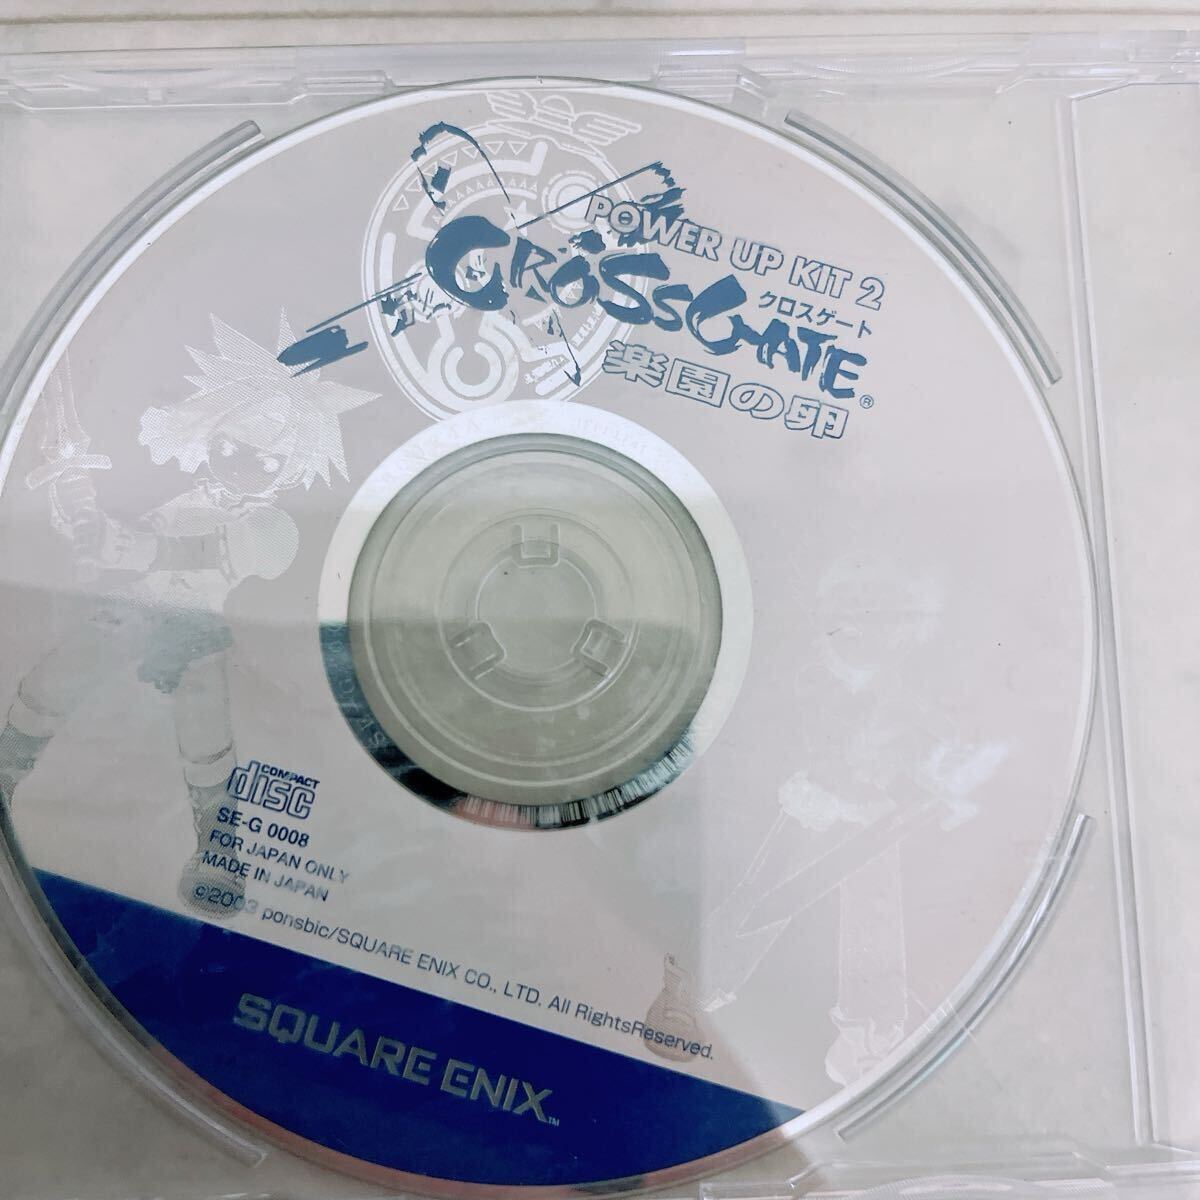 POWER UP KIT 2
CROSSGATE®
クロスゲート
楽園の卵
COMPACT
disc
SE-G 0008
FOR JAPAN ONLY
MADE IN JAPAN
©2003 ponsbic/SQUARE ENIX CO., LTD. All RightsReserved.
SQUARE ENIX™